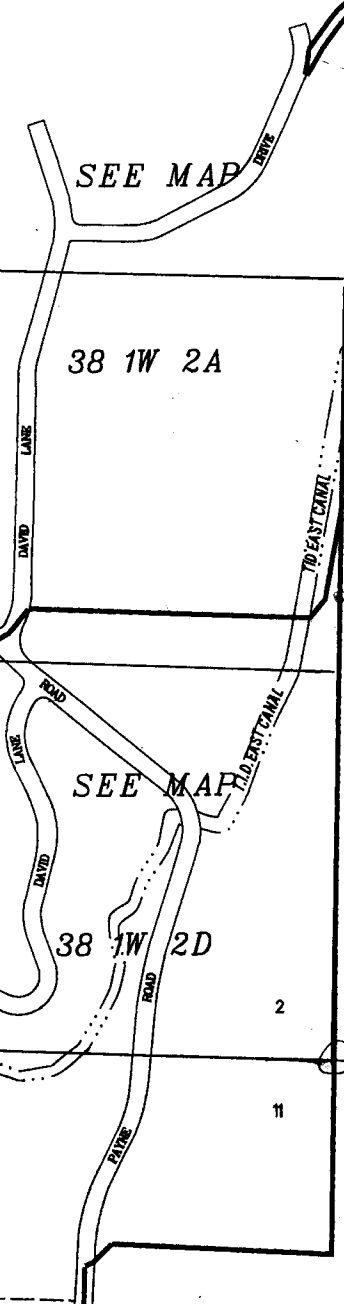 SEE MAP
DRIVE
38 1W 2A
LANE
DAVID
TID EAST CANAL
ROAD
LANE
T.I.D. EAST CANAL
SEE MAP
DAVID
38 1W 2D
ROAD
2
11
PAYNE